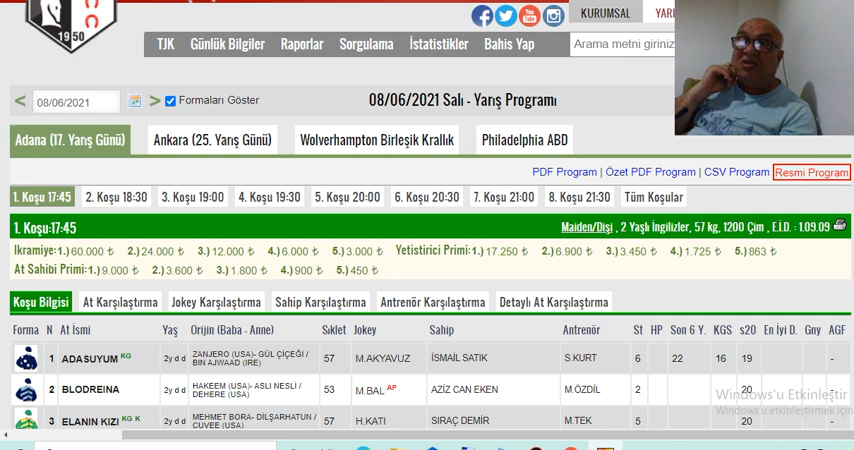 C C
1950
KURUMSAL YARI
TJK Günlük Bilgiler Raporlar Sorgulama İstatistikler Bahis Yap Arama metni giriniz
< 08/06/2021 > Formaları Göster 08/06/2021 Salı - Yarış Programı
Adana (17. Yarış Günü) Ankara (25. Yarış Günü) Wolverhampton Birleşik Krallık Philadelphia ABD
PDF Program | Özet PDF Program | CSV Program Resmi Program
1. Koşu 17:45 2. Koşu 18:30 3. Koşu 19:00 4. Koşu 19:30 5. Koşu 20:00 6. Koşu 20:30 7. Koşu 21:00 8. Koşu 21:30 Tüm Koşular
1. Koşu:17:45 Maiden/Dişi , 2 Yaşlı İngilizler, 57 kg, 1200 Çim , E.İ.D. : 1.09.09
Ikramiye: 1.) 60.000 ₺ 2.) 24.000 ₺ 3.) 12.000 ₺ 4.) 6.000 ₺ 5.) 3.000 ₺ Yetistirici Primi: 1.) 17.250 ₺ 2.) 6.900 ₺ 3.) 3.450 ₺ 4.) 1.725 ₺ 5.) 863 ₺
At Sahibi Primi: 1.) 9.000 ₺ 2.) 3.600 ₺ 3.) 1.800 ₺ 4.) 900 ₺ 5.) 450 ₺
Koşu Bilgisi At Karşılaştırma Jokey Karşılaştırma Sahip Karşılaştırma Antrenör Karşılaştırma Detaylı At Karşılaştırma
Forma N At İsmi Yaş Orijin (Baba - Anne) Sıklet Jokey Sahip Antrenör St HP Son 6 Y. KGS s20 En İyi D. Gny AGF
1 ADASUYUM KG 2y d d ZANJERO (USA)- GÜL ÇİÇEĞİ / BIN AJWAAD (IRE) 57 M.AKYAVUZ İSMAİL SATIK S.KURT 6 22 16 19 -
2 BLODREINA 2y d d HAKEEM (USA)- ASLI NESLİ / DEHERE (USA) 53 M.BAL AP AZİZ CAN EKEN M.ÖZDİL 2 20 -
3 ELANIN KIZI KG K 2y d d MEHMET BORA- DİLŞARHATUN / CUVEE (USA) 57 H.KATI SIRAÇ DEMİR M.TEK 5 20 -
Windows'u Etkinleştir
Windows'u etkinleştirmek için